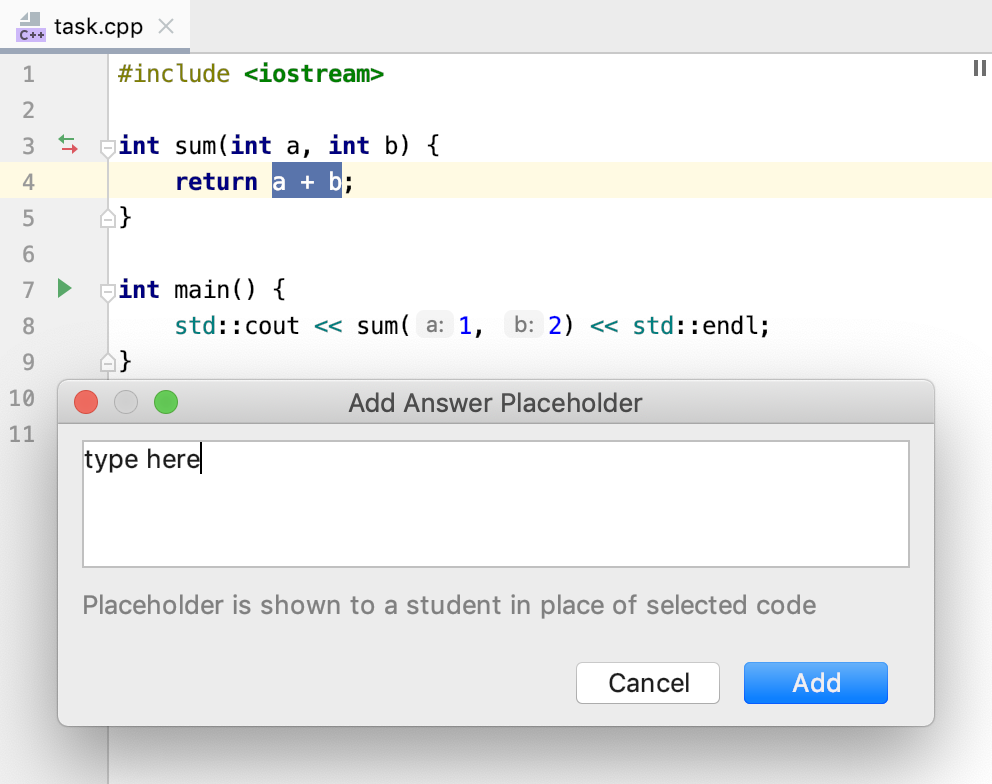 C++ task.cpp
1 #include <iostream>
2
3 int sum(int a, int b) {
4 return a + b;
5 }
6
7 int main() {
8 std::cout << sum( a: 1, b: 2) << std::endl;
9 }
10
11
Add Answer Placeholder
type here
Placeholder is shown to a student in place of selected code
Cancel Add